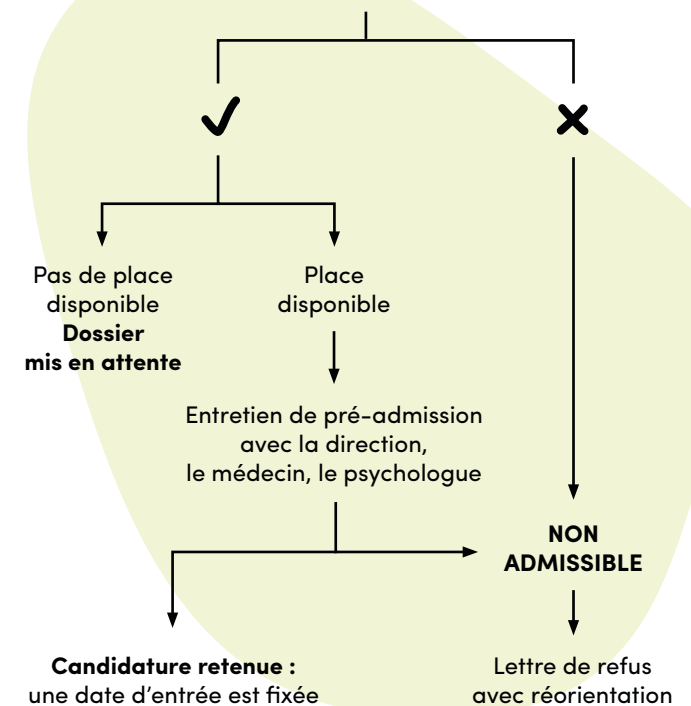 Pas de place
disponible
Dossier
mis en attente
Place
disponible
Entretien de pré-admission
avec la direction,
le médecin, le psychologue
NON
ADMISSIBLE
Candidature retenue :
une date d'entrée est fixée
Lettre de refus
avec réorientation